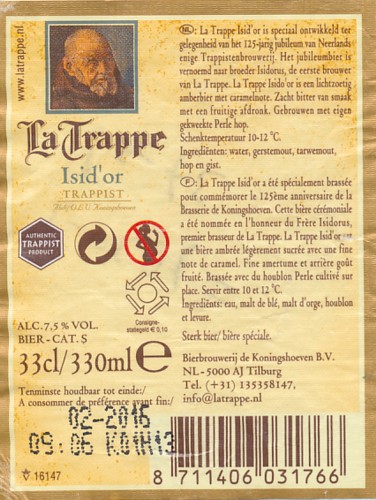 www.latrappe.nl
La Trappe
Isid'or
TRAPPIST
AUTHENTIC
TRAPPIST
PRODUCT
Consigne-
statiegeld € 0,10
ALC. 7,5 % VOL.
BIER - CAT. S
33cl/330ml e
Tenminste houdbaar tot einde:/
A consommer de préférence avant fin:/
02-2016
09:06 K01H13
V 16147
NL: La Trappe Isid'or is speciaal ontwikkeld ter
gelegenheid van het 125-jarig jubileum van Neerlands
enige Trappistenbrouwerij. Het jubileumbiet is
vernoemd naar broeder Isidorus, de eerste brouwer
van La Trappe. La Trappe Isid'or is een lichtzoetig
amberbier met caramelnote. Zacht bitter van smaak
met een fruitige afdronk. Gebrouwen met eigen
gekweekte Perle hop.
Schenktemperatuur 10-12 °C.
Ingrediënten: water, gerstemout, tarwemout,
hop en gist.
F: La Trappe Isid'or a été spécialement brassée
pour commémorer le 125ème anniversaire de la
Brasserie de Koningshoeven. Cette bière cérémoniale
a été nommée en l'honneur du Frère Isidorus,
premier brasseur de La Trappe. La Trappe Isid'or est
une bière ambrée légèrement sucrée avec une fine
note de caramel. Fine amertume et arrière goût
fruité. Brassée avec du houblon Perle cultivé sur
place. Servir entre 10 et 12 °C.
Ingrédients: eau, malt de blé, malt d'orge, houblon
et levure.
Sterk bier/ bière spéciale.
Bierbrouwerij de Koningshoeven B.V.
NL - 5000 AJ Tilburg
Tel. (+31) 135358147,
info@latrappe.nl
8 711406 031766